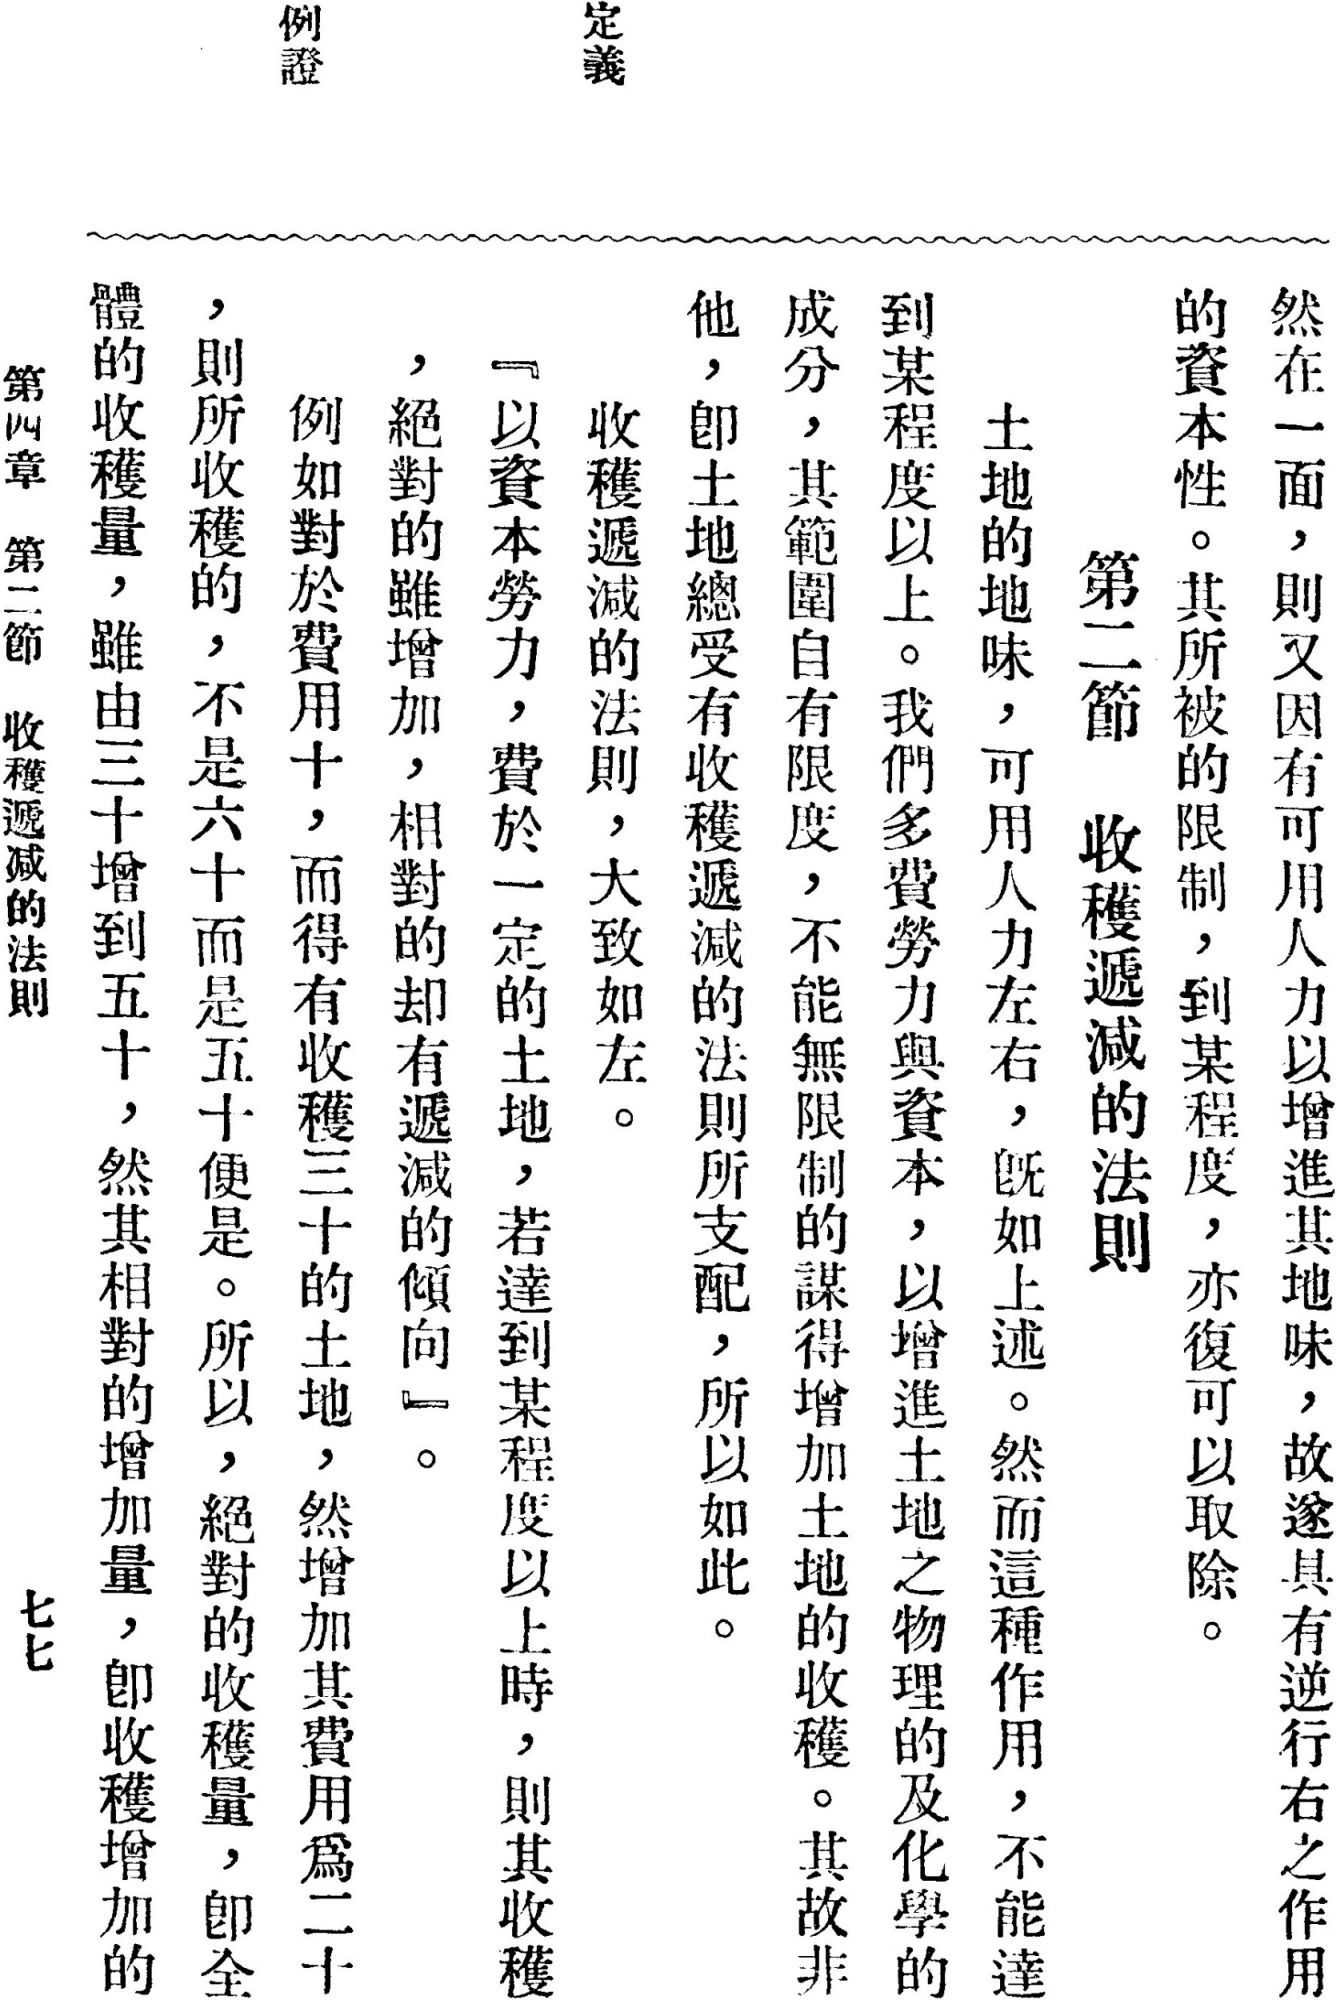 定義
例證
然在一面，則又因有可用人力以增進其地味，故遂具有逆行右之作用
的資本性。其所被的限制，到某程度，亦復可以取除。
第二節　收穫遞减的法則
土地的地味，可用人力左右，旣如上述。然而這種作用，不能達
到某程度以上。我們多費勞力與資本，以增進土地之物理的及化學的
成分，其範圍自有限度，不能無限制的謀得增加土地的收穫。其故非
他，卽土地總受有收穫遞减的法則所支配，所以如此。
收穫遞减的法則，大致如左。
『以資本勞力，費於一定的土地，若達到某程度以上時，則其收穫
，絕對的雖增加，相對的却有遞减的傾向』。
例如對於費用十，而得有收穫三十的土地，然增加其費用爲二十
，則所收穫的，不是六十而是五十便是。所以，絕對的收穫量，卽全
體的收穫量，雖由三十增到五十，然其相對的增加量，卽收穫增加的
第四章　第二節　收穫遞减的法則
七七